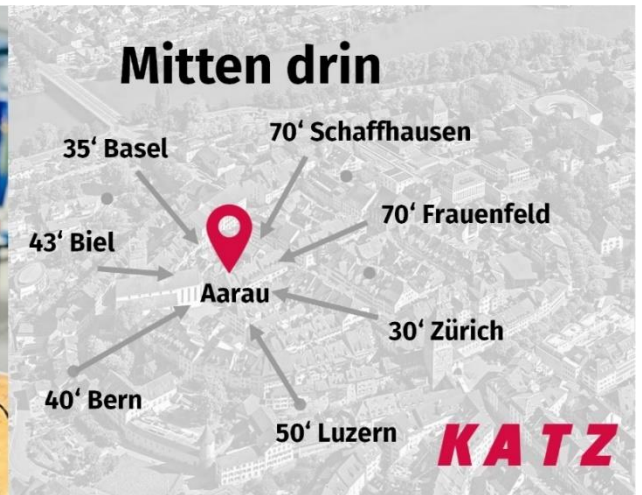 Mitten drin
70‘ Schaffhausen
35‘ Basel
70‘ Frauenfeld
43‘ Biel
Aarau
30‘ Zürich
40‘ Bern
50‘ Luzern
KATZ